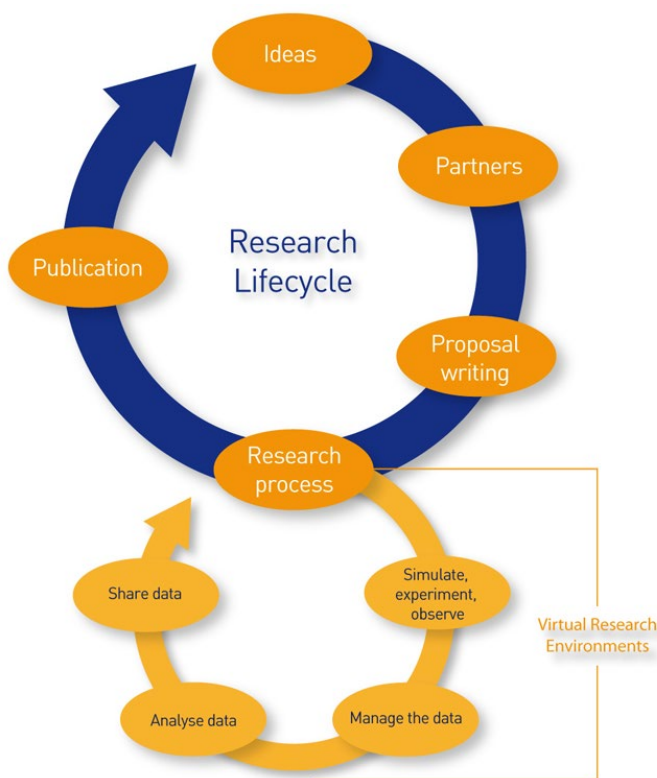 Ideas
Partners
Research
Lifecycle
Publication
Proposal
writing
Research
process
Simulate,
experiment,
observe
Share data
Virtual Research
Environments
Manage the data
Analyse data